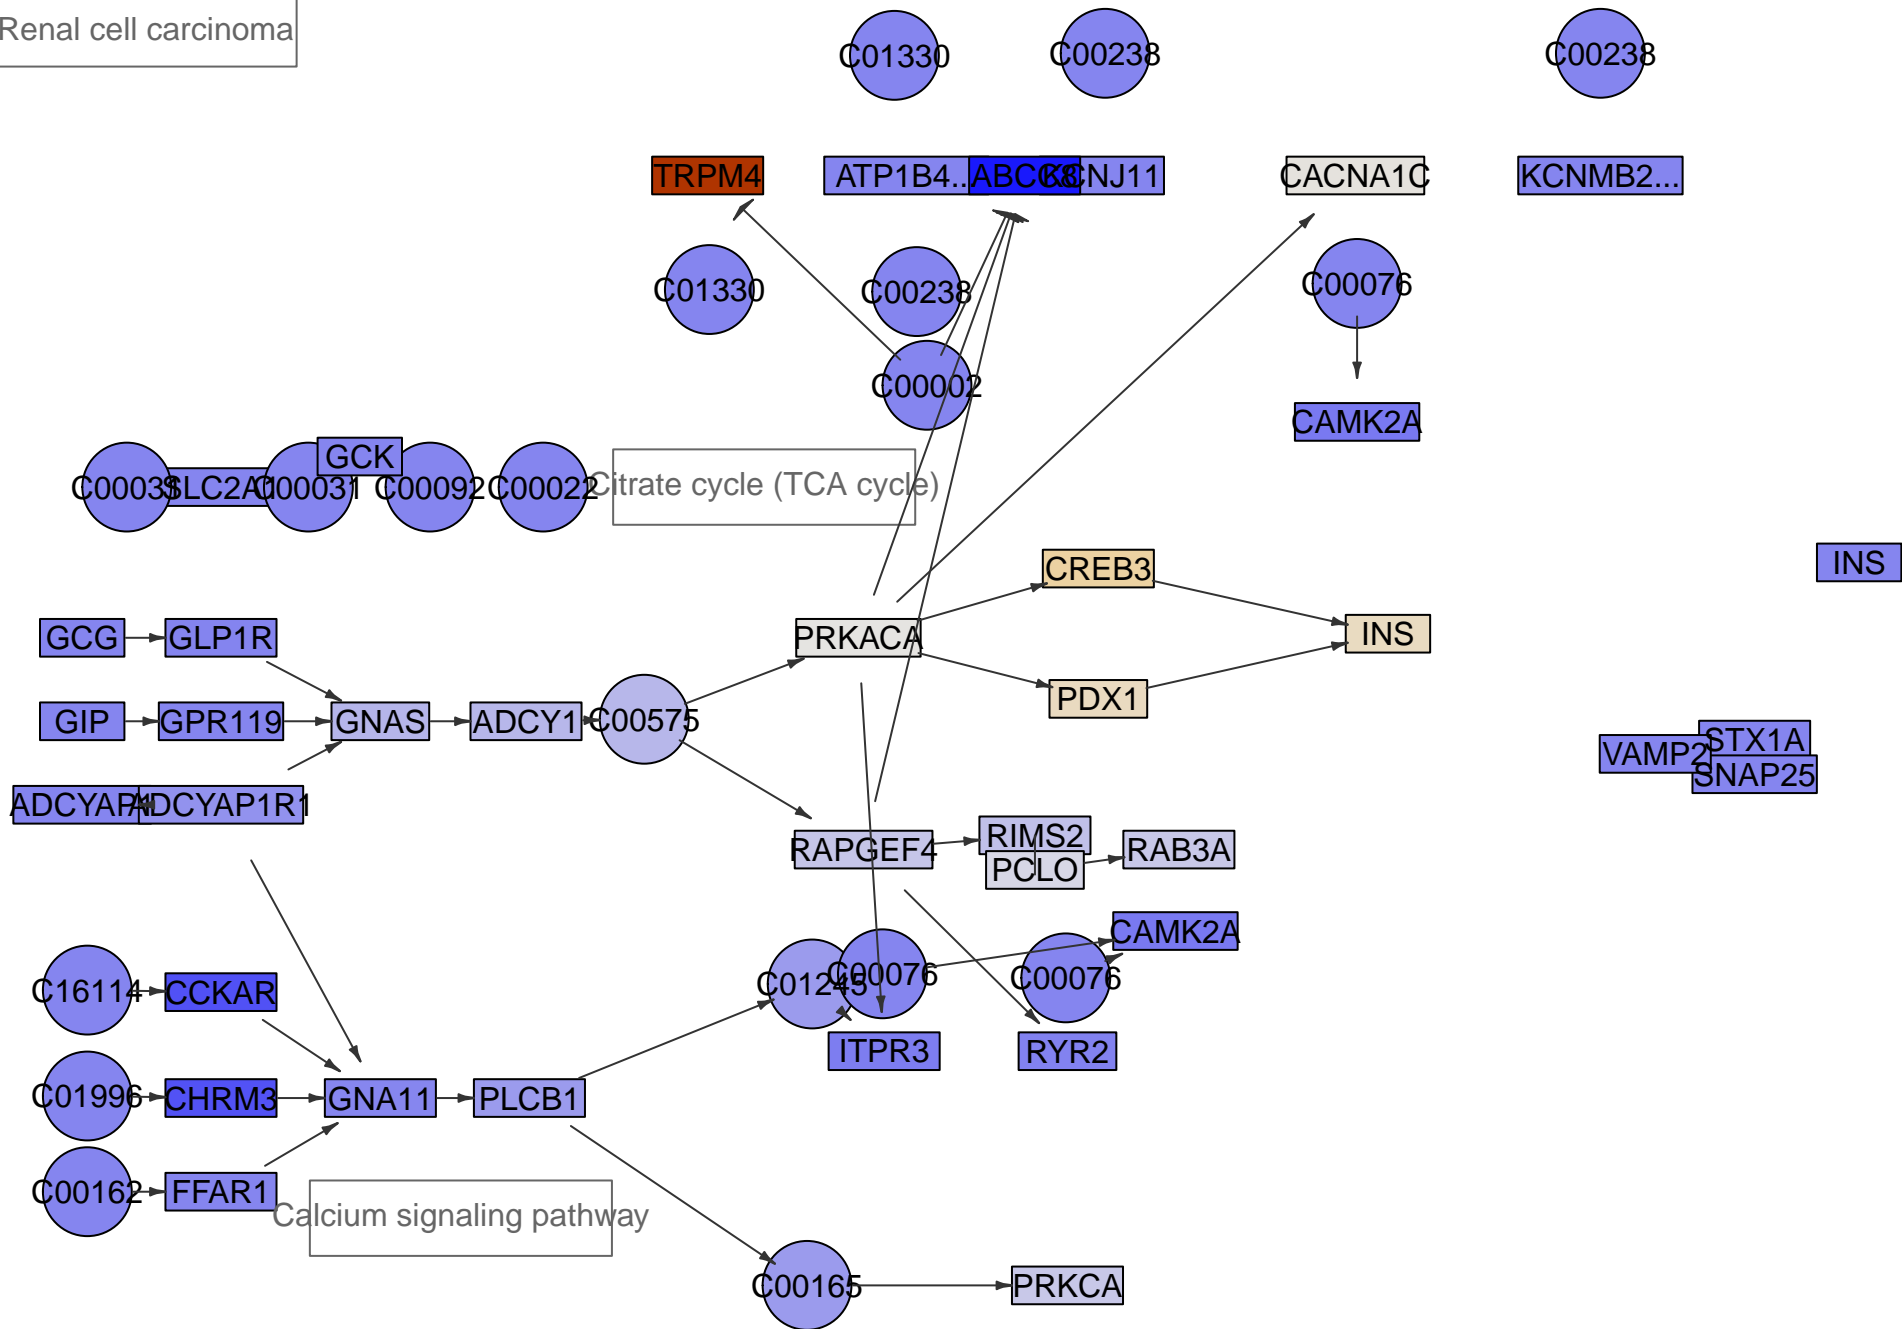 Renal cell carcinoma
C01330
C00238
C00238
TRPM4
ATP1B4...
ABCC8
KCNJ11
CACNA1C
KCNMB2...
C01330
C00238
C00076
C00002
CAMK2A
GCK
C00031
SLC2A1
C00031
C00092
C00022
Citrate cycle (TCA cycle)
CREB3
INS
GCG
GLP1R
PRKACA
INS
GIP
GPR119
GNAS
ADCY1
C00575
PDX1
STX1A
VAMP2
SNAP25
ADCYAP1
ADCYAP1R1
RAPGEF4
RIMS2
PCLO
RAB3A
CAMK2A
C16114
CCKAR
C01245
C00076
C00076
ITPR3
RYR2
C01996
CHRM3
GNA11
PLCB1
C00162
FFAR1
Calcium signaling pathway
C00165
PRKCA